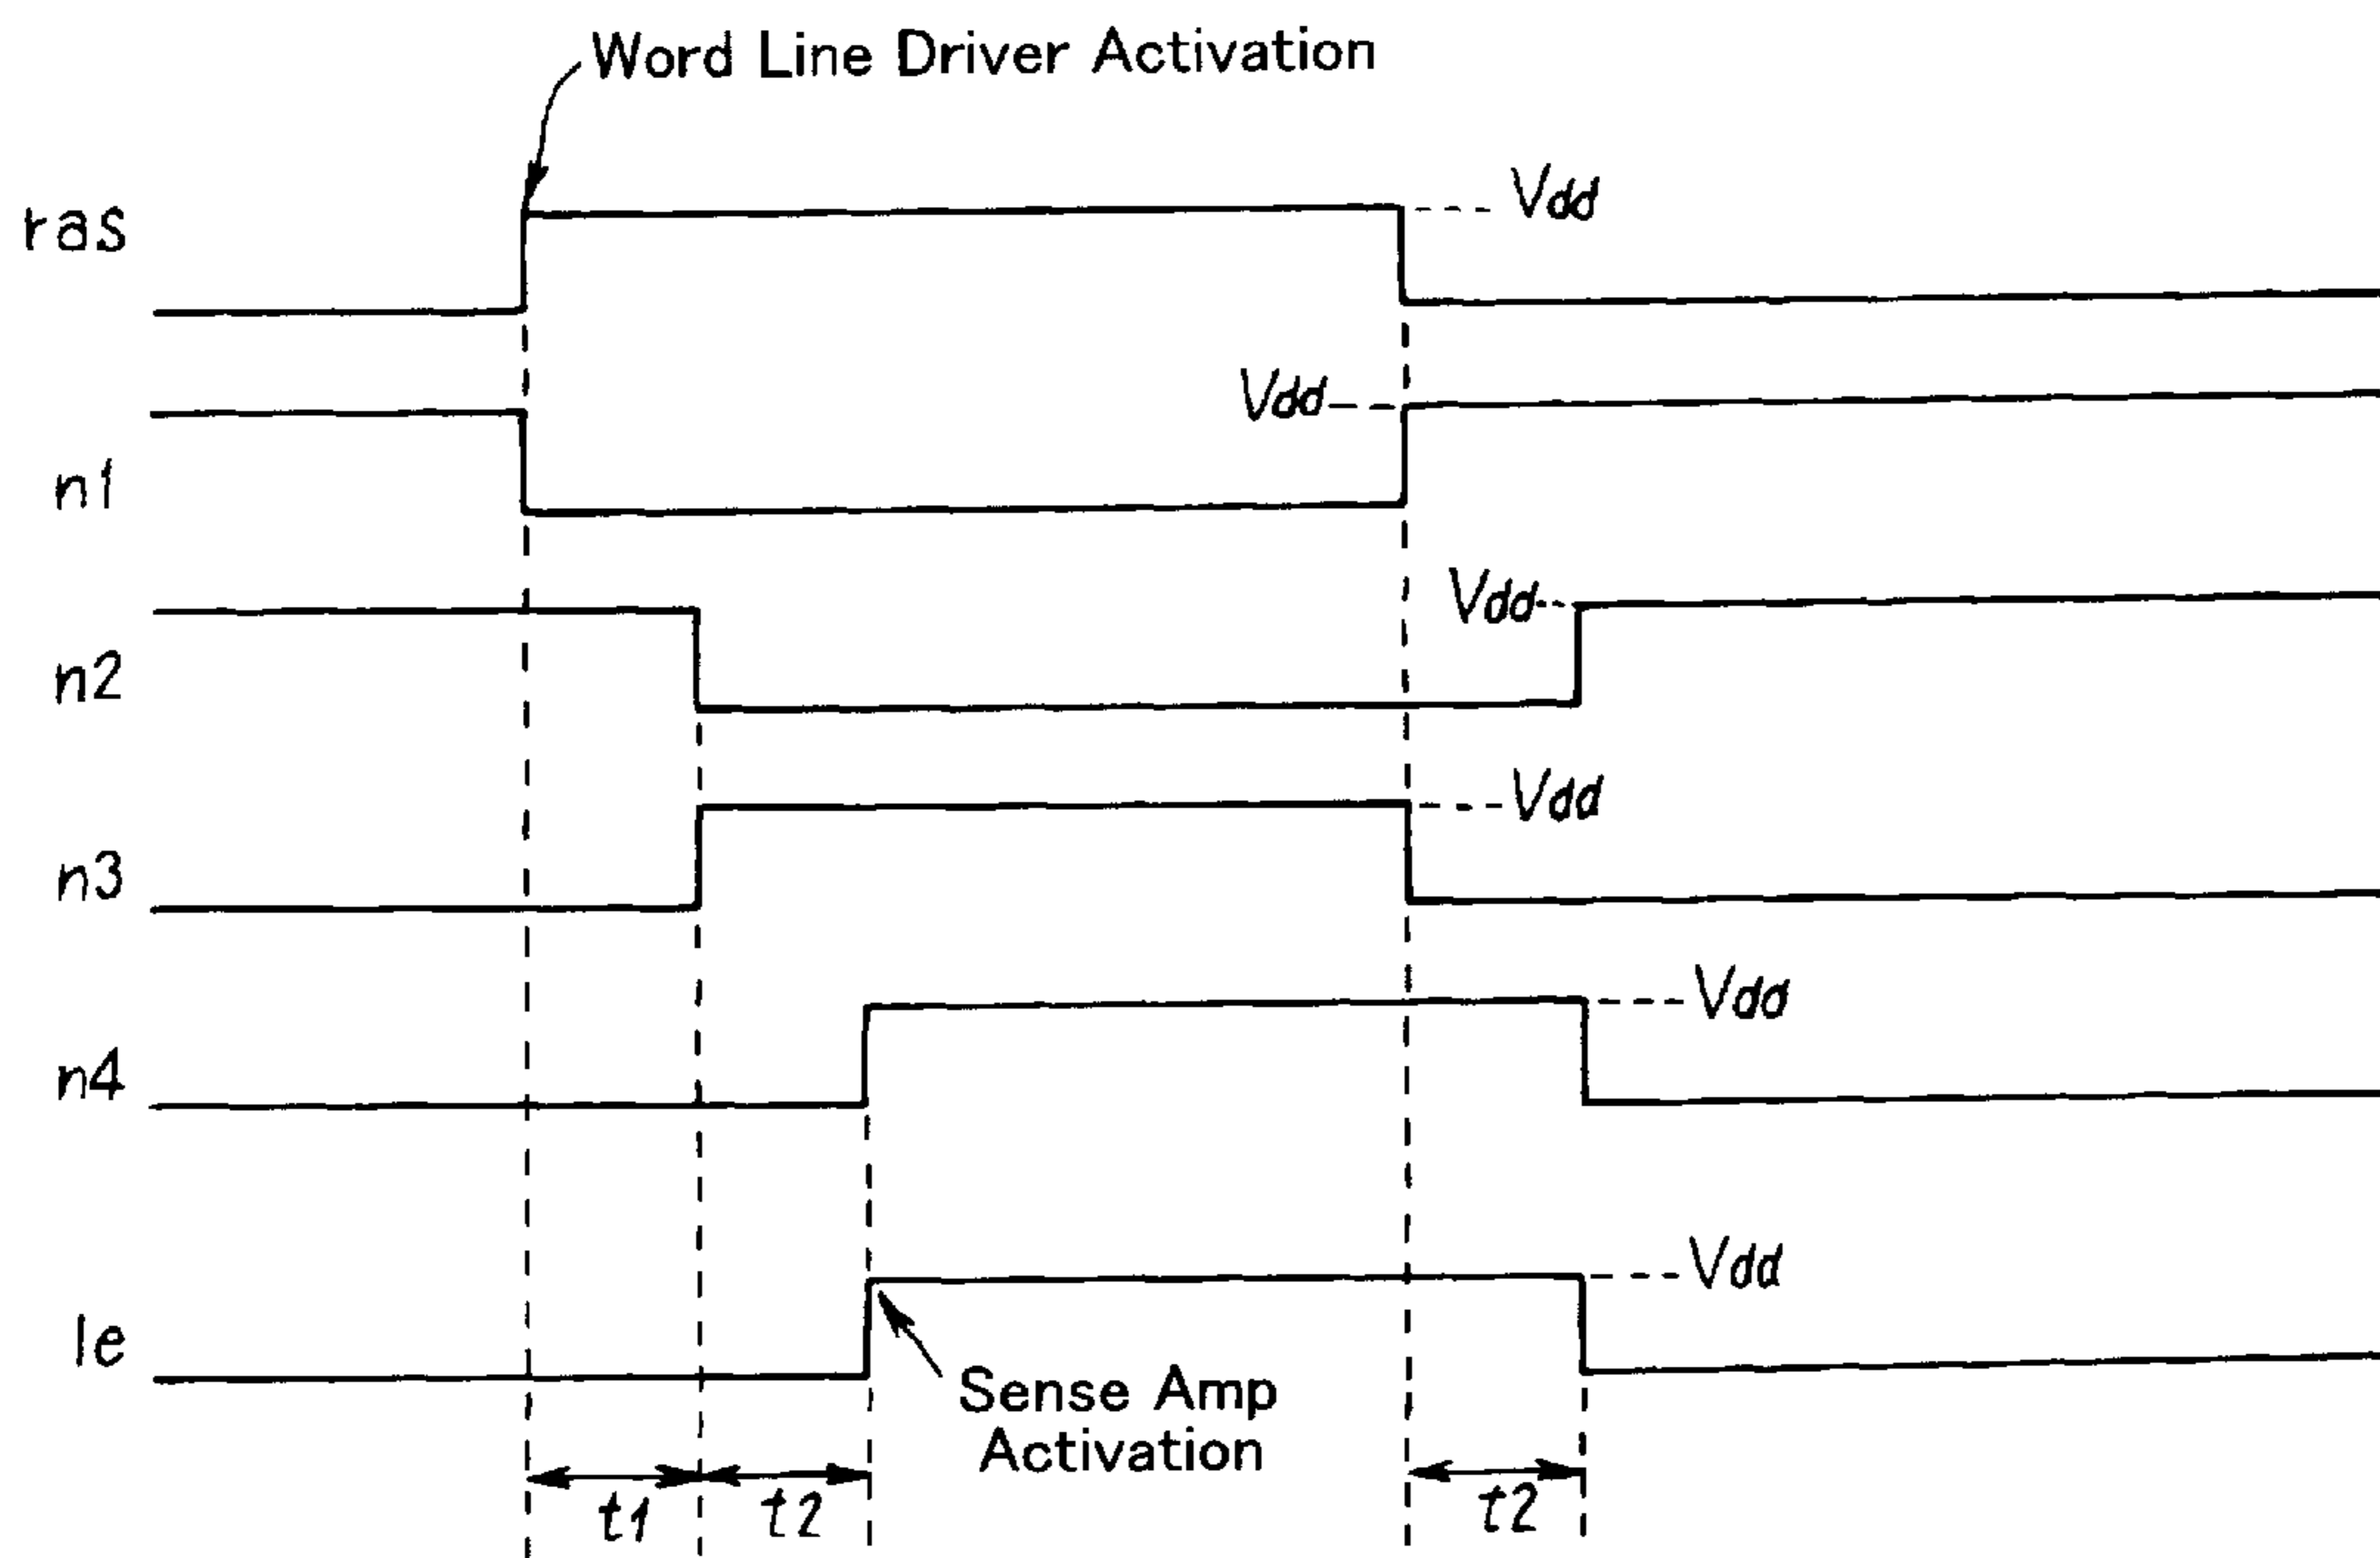 Word Line Driver Activation
ras
Vdd
n1
Vdd
n2
Vdd
n3
Vdd
n4
Vdd
le
Vdd
Sense Amp
Activation
t1
t2
t2